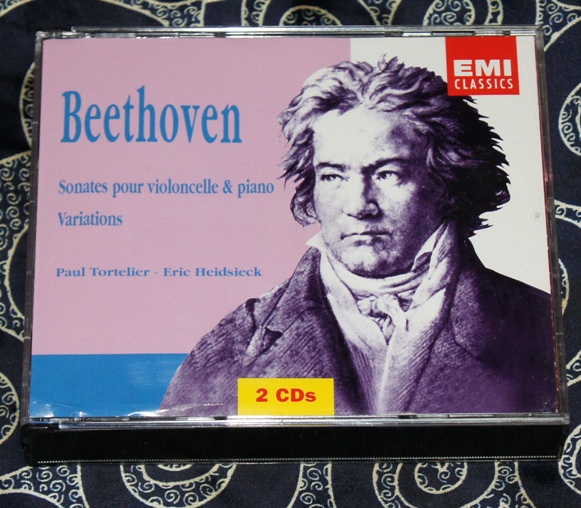 EMI
CLASSICS
Beethoven
Sonates pour violoncelle & piano
Variations
Paul Tortelier - Eric Heidsieck
2 CDs